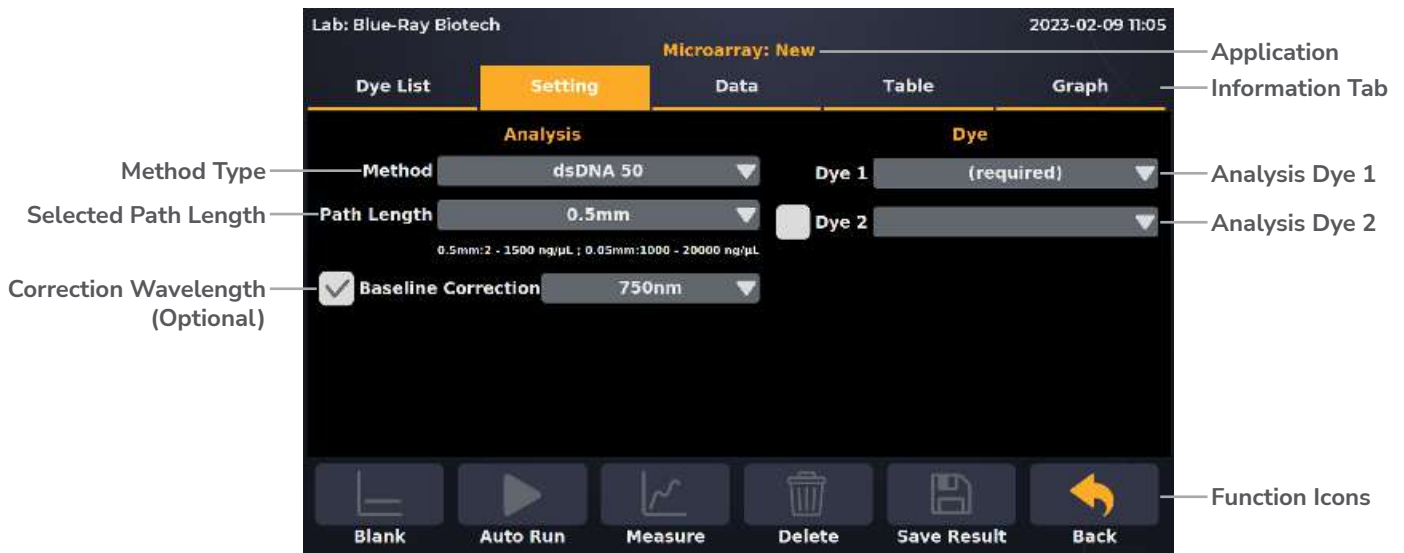 Lab: Blue-Ray Biotech
2023-02-09 11:05
Microarray: New
Application
Dye List
Setting
Data
Table
Graph
Information Tab
Analysis
Dye
Method Type
Method
dsDNA 50
Dye 1
(required)
Analysis Dye 1
Selected Path Length
Path Length
0.5mm
Dye 2
Analysis Dye 2
0.5mm:2 - 1500 ng/µL ; 0.05mm:1000 - 20000 ng/µL
Correction Wavelength
(Optional)
Baseline Correction
750nm
Function Icons
Blank
Auto Run
Measure
Delete
Save Result
Back